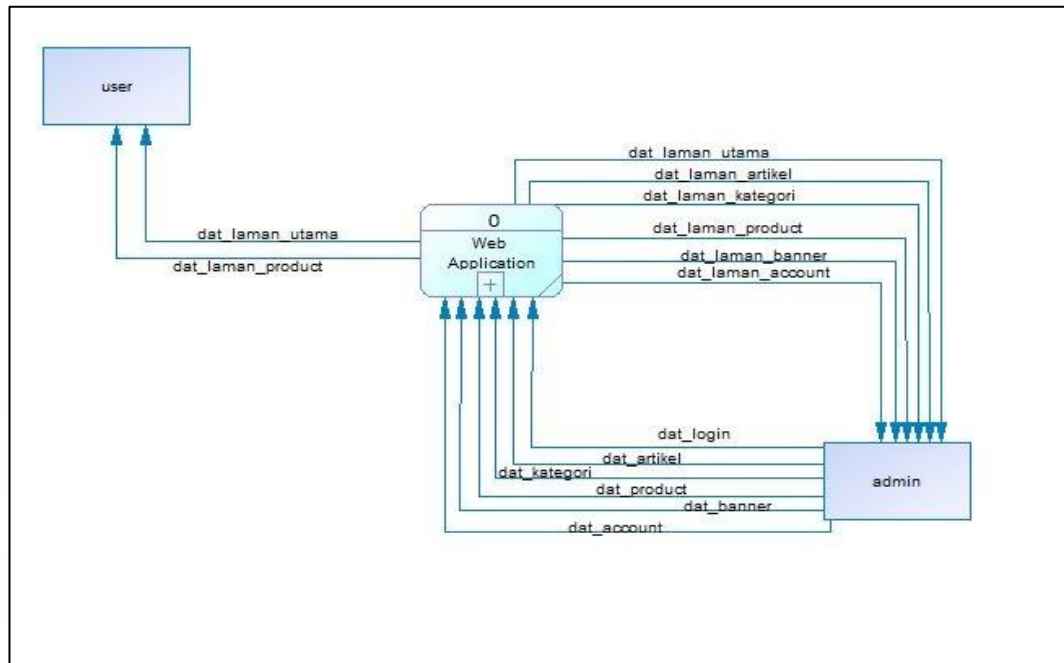 user
dat_laman_utama
dat_laman_artikel
dat_laman_kategori
0
Web
Application
+
dat_laman_product
dat_laman_banner
dat_laman_account
dat_laman_utama
dat_laman_product
dat_login
dat_artikel
dat_kategori
dat_product
dat_banner
dat_account
admin